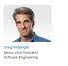 Craig Federighi
Senior Vice President
Software Engineering